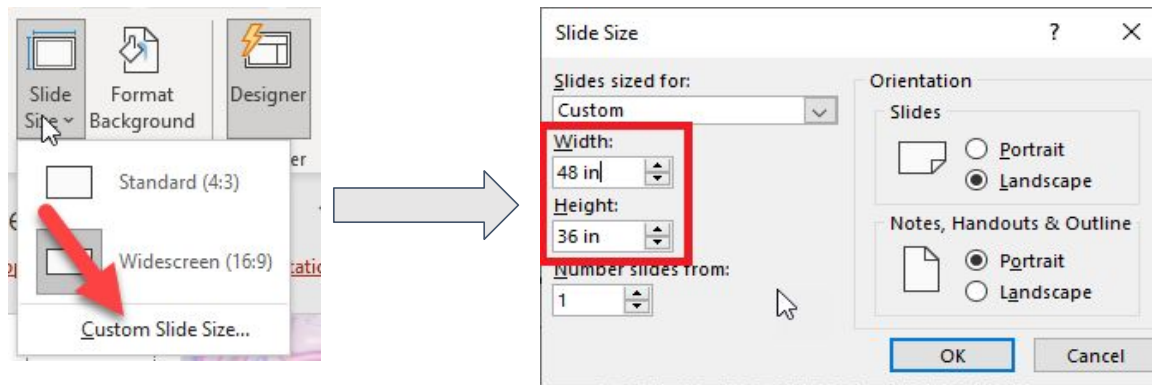 Slide
Size
Format
Background
Designer
er
Standard (4:3)
Widescreen (16:9)
Custom Slide Size...
Slide Size
? X
Slides sized for:
Custom
Width:
48 in
Height:
36 in
Number slides from:
1
Orientation
Slides
Portrait
Landscape
Notes, Handouts & Outline
Portrait
Landscape
OK
Cancel